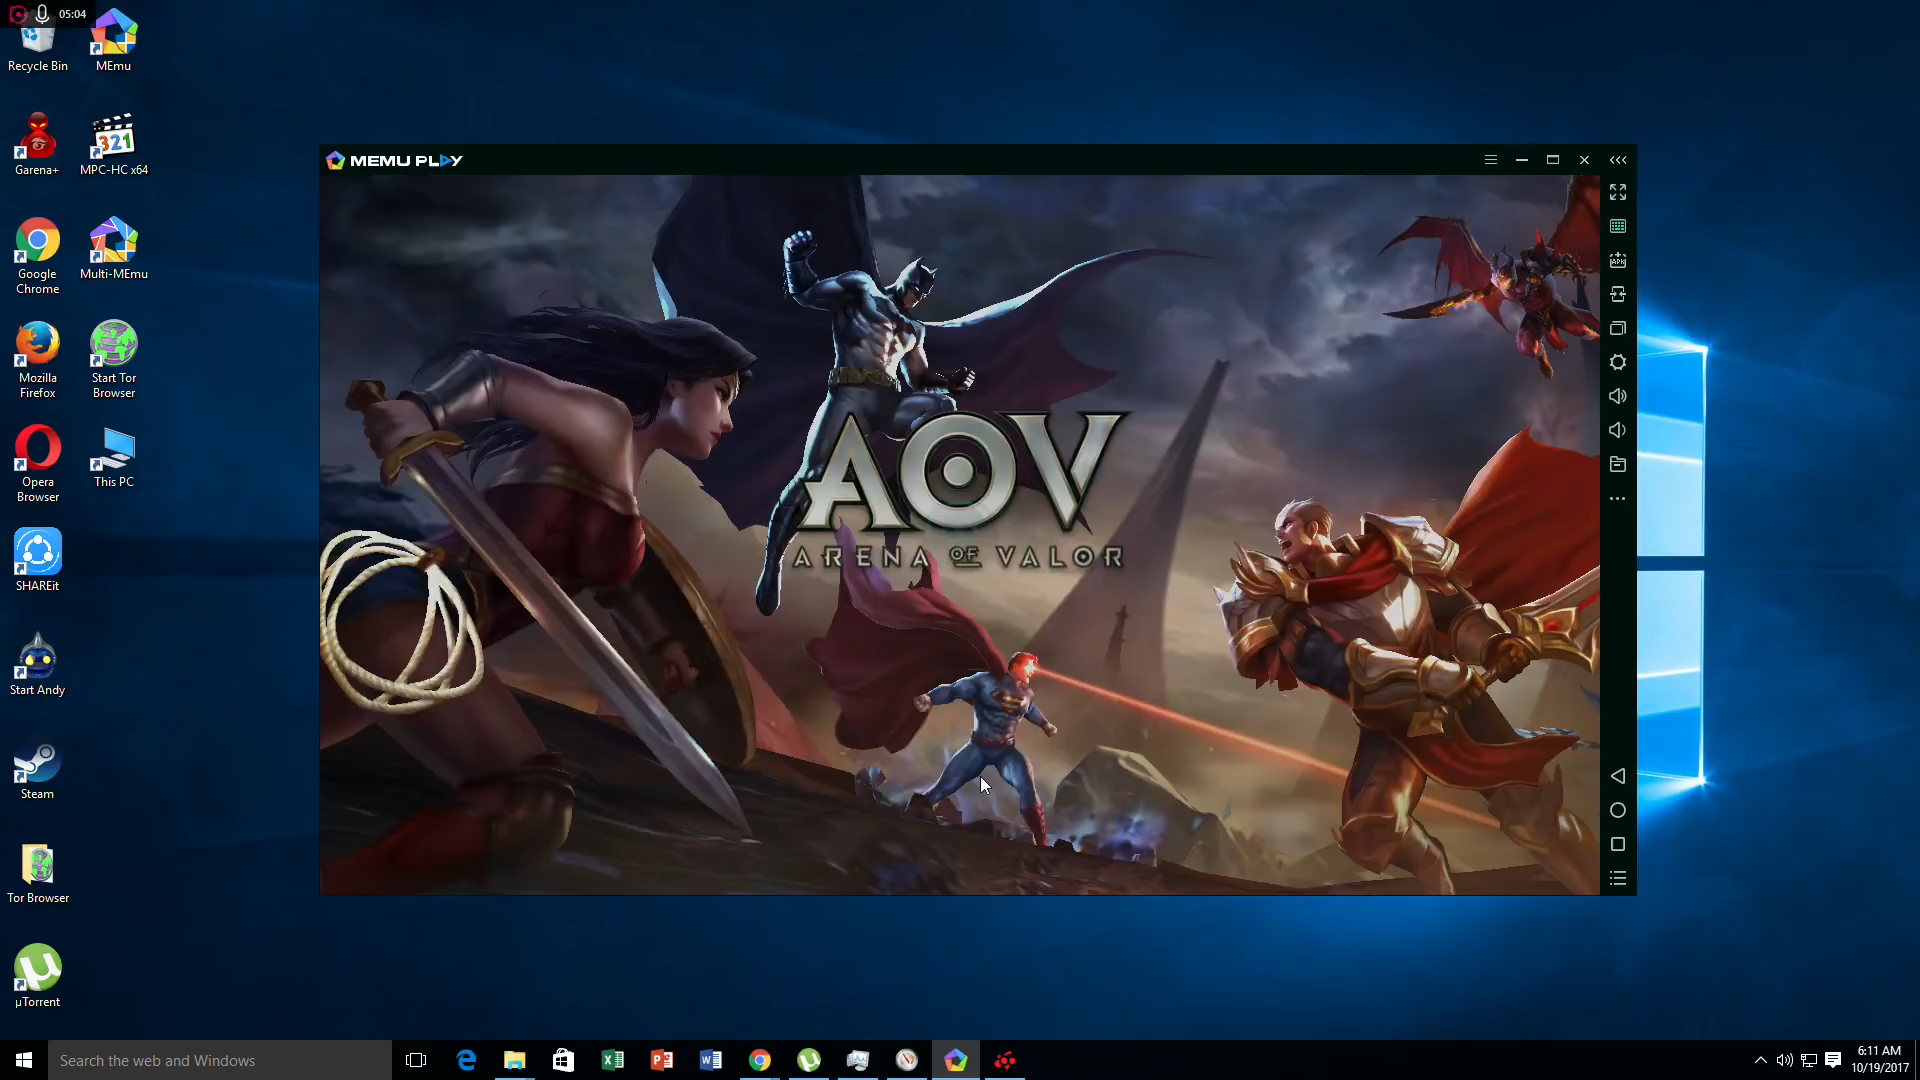 05:04
Recycle Bin
MEmu
Garena+
321
MPC-HC x64
Google
Chrome
Multi-MEmu
Mozilla
Firefox
Start Tor
Browser
Opera
Browser
This PC
SHAREit
Start Andy
Steam
Tor Browser
µTorrent
MEMU PLAY
APK
AOV
ARENA OF VALOR
Search the web and Windows
6:11 AM
10/19/2017